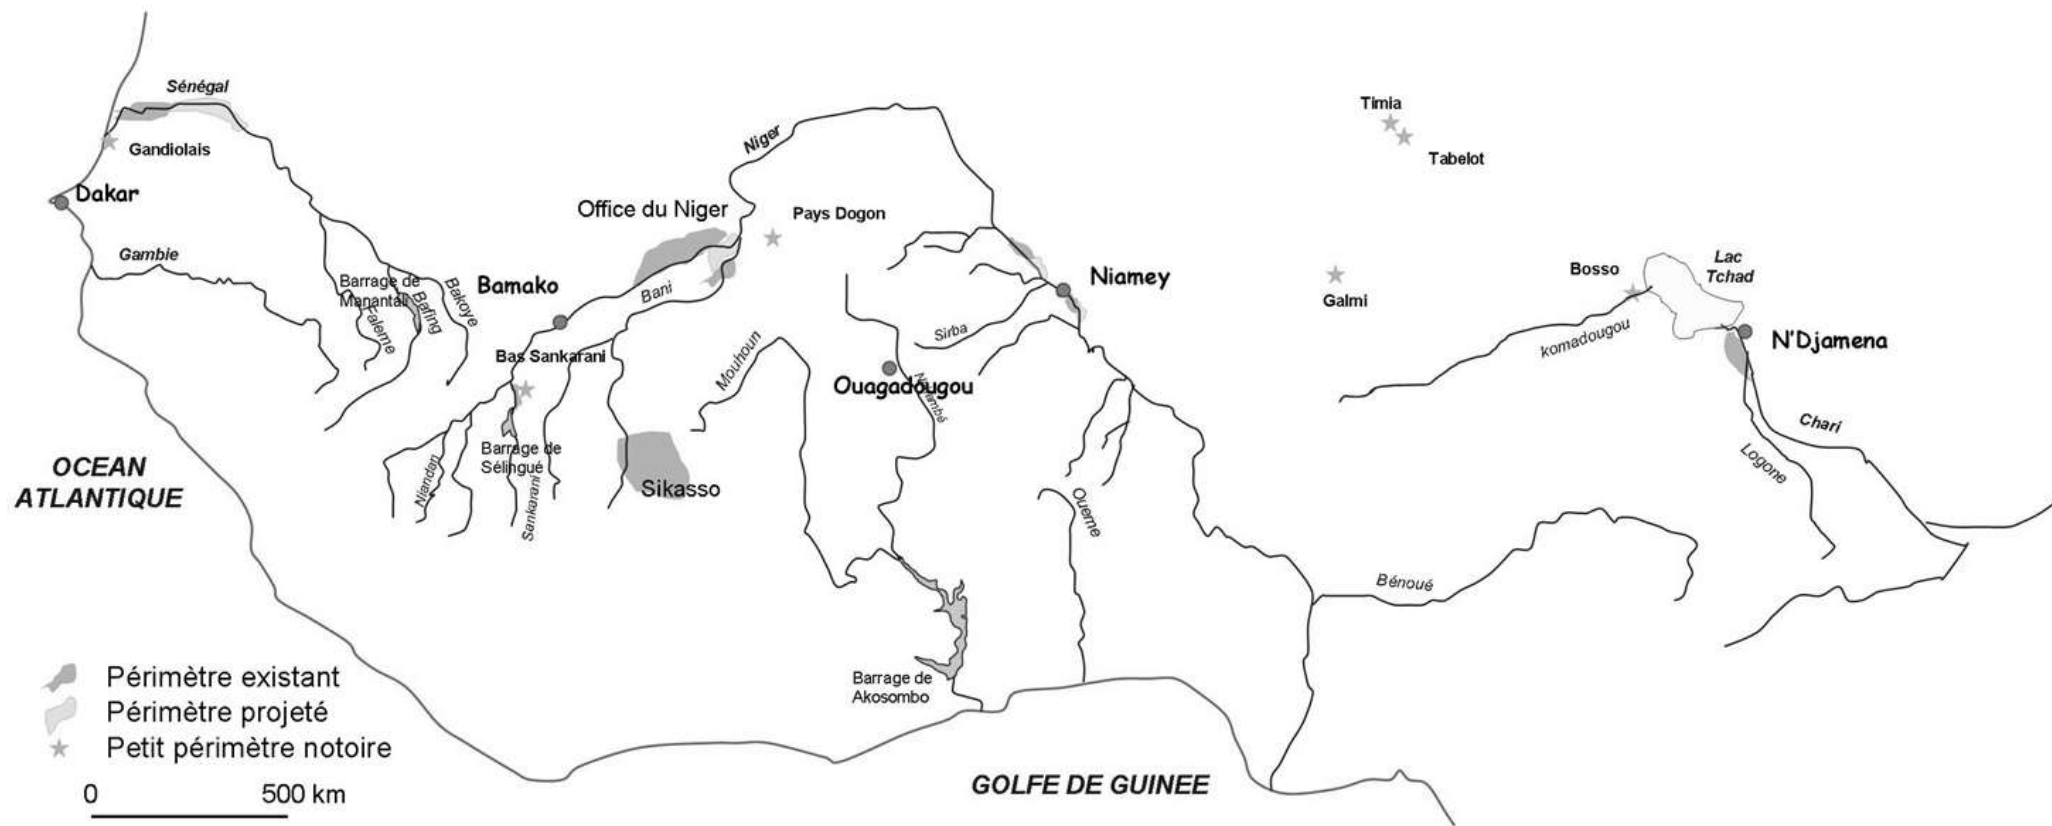 Sénégal
Gandiolais
Dakar
Gambie
Barrage de
Manantali
Faleme
Bafing
Bakoye
Office du Niger
Niger
Pays Dogon
Bamako
Bani
Bas Sankarani
Mouhoun
Niandan
Barrage de
Sélingué
Sankarani
Sikasso
Sirba
Niamey
Ouagadougou
Oueme
Timia
Tabelot
Galmi
Bosso
Lac
Tchad
komadougou
N'Djamena
Chari
Logone
Bénoué
OCEAN
ATLANTIQUE
Barrage de
Akosombo
GOLFE DE GUINEE
Périmètre existant
Périmètre projeté
Petit périmètre notoire
0 500 km